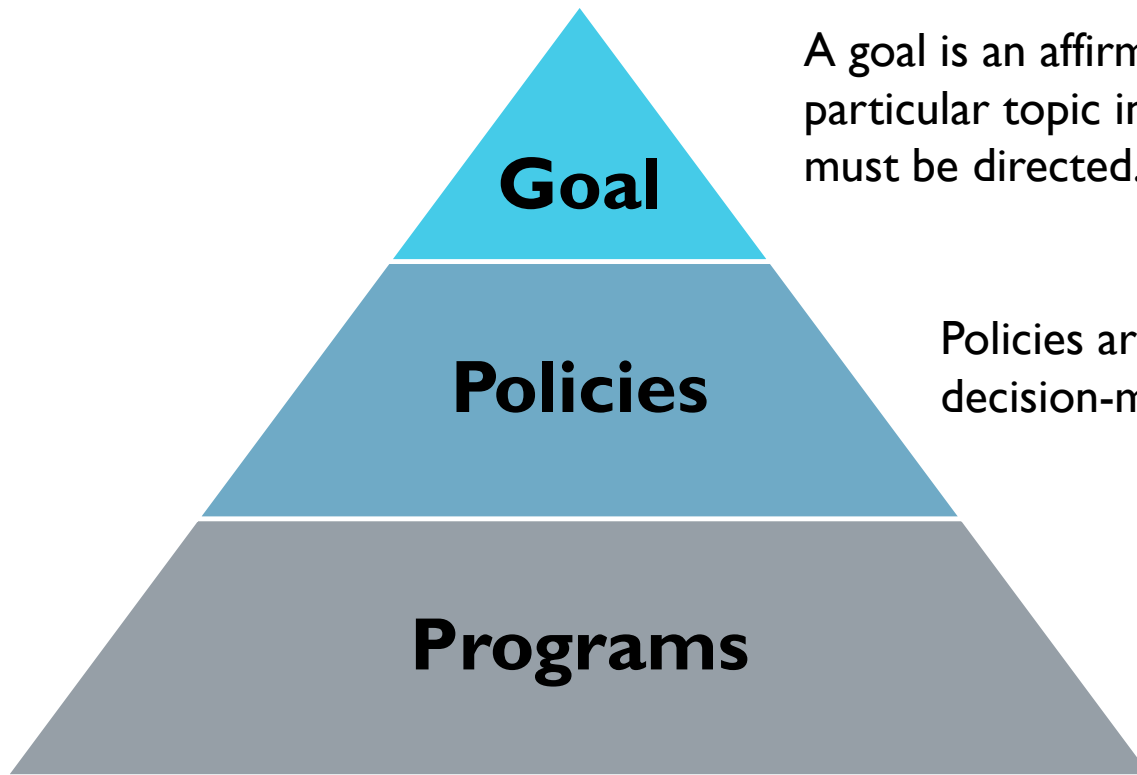 A goal is an affirm
particular topic in
must be directed.
Goal
Policies ar
decision-m
Policies
Programs